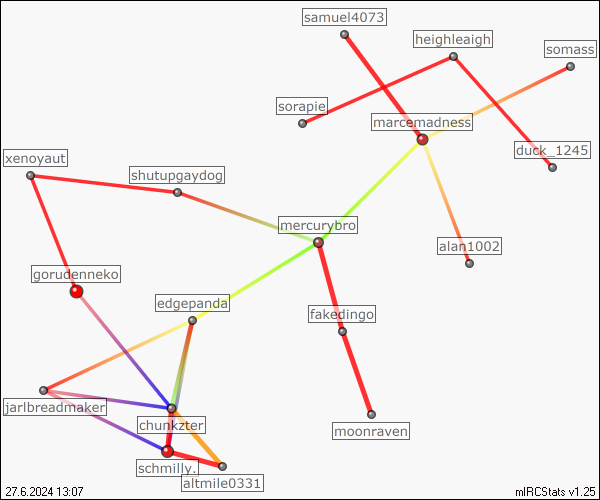 samuel4073
heighleaigh
somass
sorapie
marcemadness
duck_1245
xenoyaut
shutupgaydog
mercurybro
alan1002
gorudenneko
edgepanda
fakedingo
jarlbreadmaker
chunkzter
moonraven
schmilly.
altmile0331
27.6.2024 13:07
mIRCStats v1.25